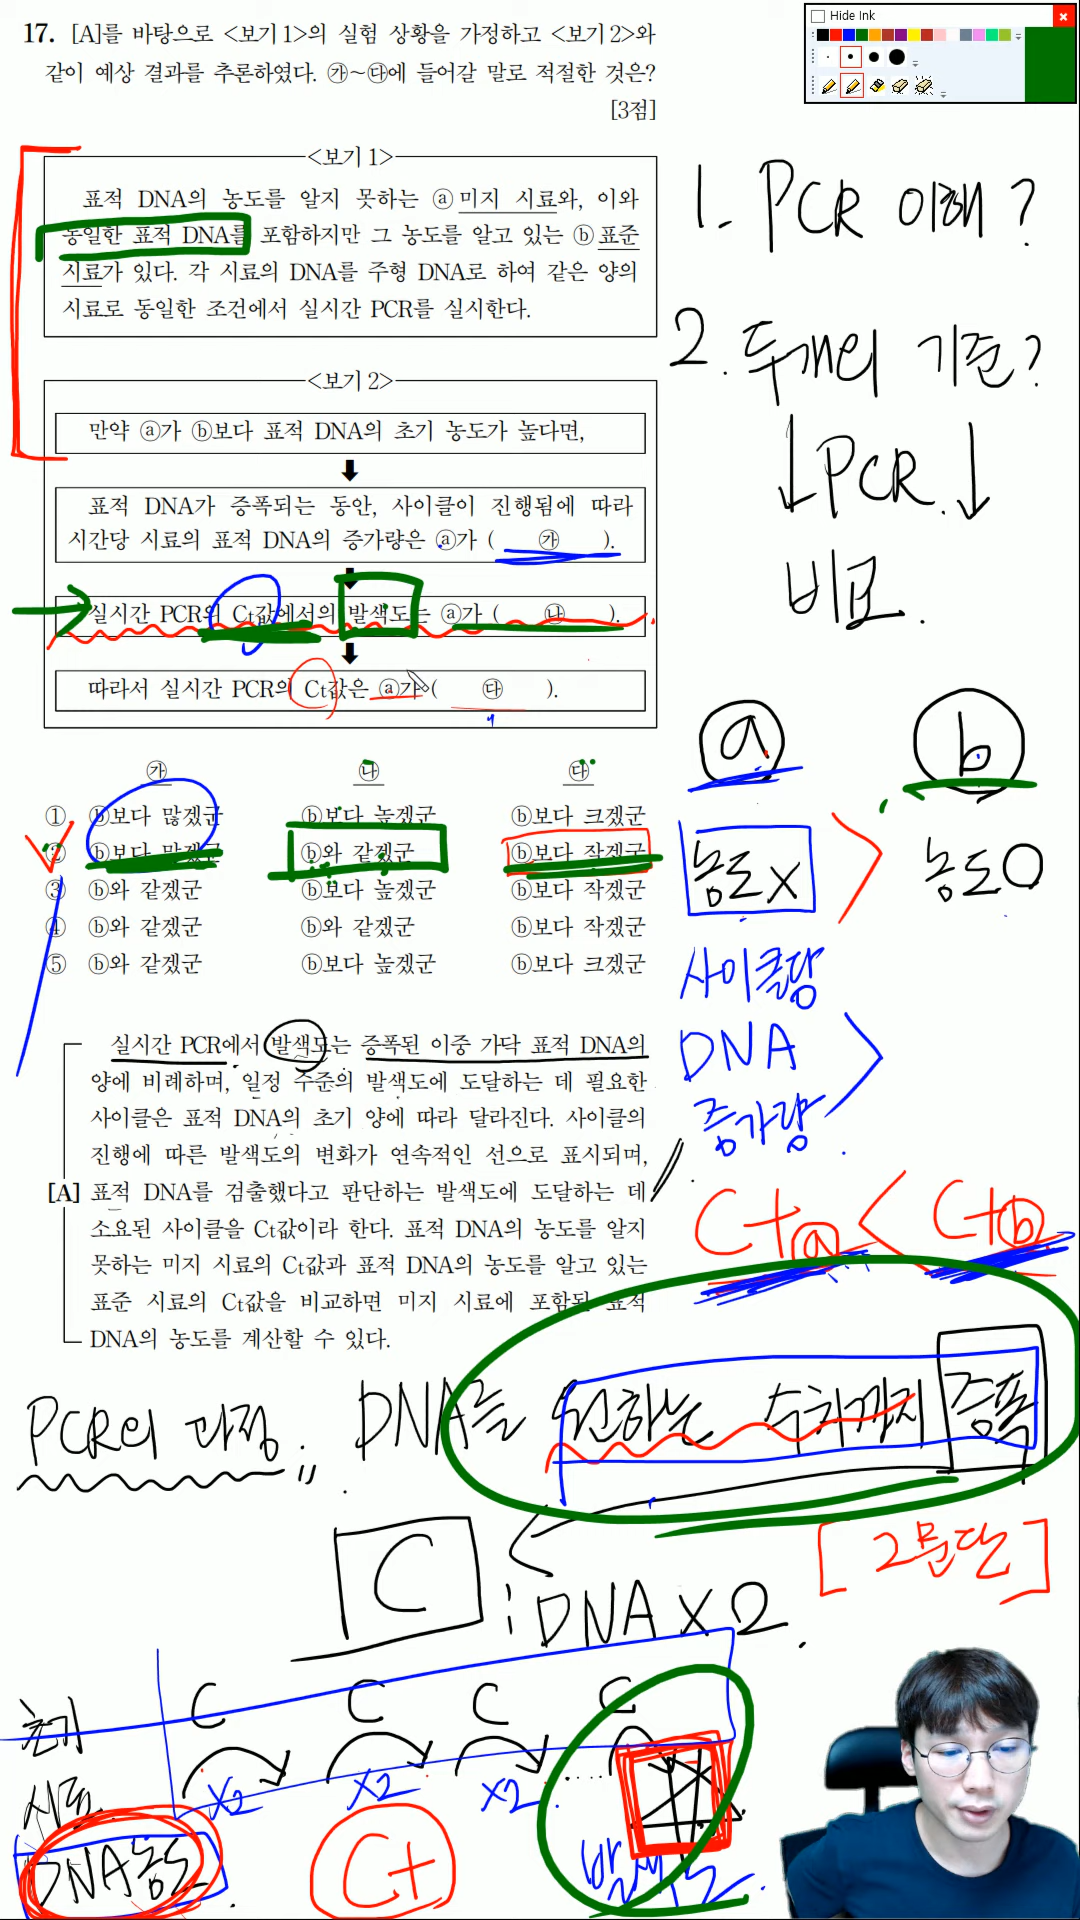 17. [A]를 바탕으로 <보기 1>의 실험 상황을 가정하고 <보기 2>와
같이 예상 결과를 추론하였다. ㉮~㉰에 들어갈 말로 적절한 것은?
[3점]
Hide Ink
<보기 1>
표적 DNA의 농도를 알지 못하는 ⓐ미지 시료와, 이와
동일한 표적 DNA를 포함하지만 그 농도를 알고 있는 ⓑ표준
시료가 있다. 각 시료의 DNA를 주형 DNA로 하여 같은 양의
시료로 동일한 조건에서 실시간 PCR를 실시한다.
<보기 2>
만약 ⓐ가 ⓑ보다 표적 DNA의 초기 농도가 높다면,
표적 DNA가 증폭되는 동안, 사이클이 진행됨에 따라
시간당 시료의 표적 DNA의 증가량은 ⓐ가 ( ㉮ ).
실시간 PCR의 Ct값에서의 발색도는 ⓐ가 ( ㉯ ).
따라서 실시간 PCR의 Ct값은 ⓐ가 ( ㉰ ).
㉮ ㉯ ㉰
① ⓑ보다 많겠군 ⓑ보다 높겠군 ⓑ보다 크겠군
② ⓑ보다 많겠군 ⓑ와 같겠군 ⓑ보다 작겠군
③ ⓑ와 같겠군 ⓑ보다 높겠군 ⓑ보다 작겠군
④ ⓑ와 같겠군 ⓑ와 같겠군 ⓑ보다 작겠군
⑤ ⓑ와 같겠군 ⓑ보다 높겠군 ⓑ보다 크겠군
실시간 PCR에서 발색도는 증폭된 이중 가닥 표적 DNA의
양에 비례하며, 일정 수준의 발색도에 도달하는 데 필요한
사이클은 표적 DNA의 초기 양에 따라 달라진다. 사이클의
진행에 따른 발색도의 변화가 연속적인 선으로 표시되며,
[A] 표적 DNA를 검출했다고 판단하는 발색도에 도달하는 데
소요된 사이클을 Ct값이라 한다. 표적 DNA의 농도를 알지
못하는 미지 시료의 Ct값과 표적 DNA의 농도를 알고 있는
표준 시료의 Ct값을 비교하면 미지 시료에 포함된 표적
DNA의 농도를 계산할 수 있다.
1. PCR 이해?
2. 두개의 기준?
↓PCR.↓
비교.
ⓐ ⓑ
농도X > 농도O
사이클당
DNA >
증가량.
Ctⓐ < Ctⓑ
PCR의 과정. DNA를 원하는 수치까지 증폭
[2문단]
C : DNA X 2.
초기 C C C C
시료 X2 X2 X2 ....
DNA농도 Ct 발색도.